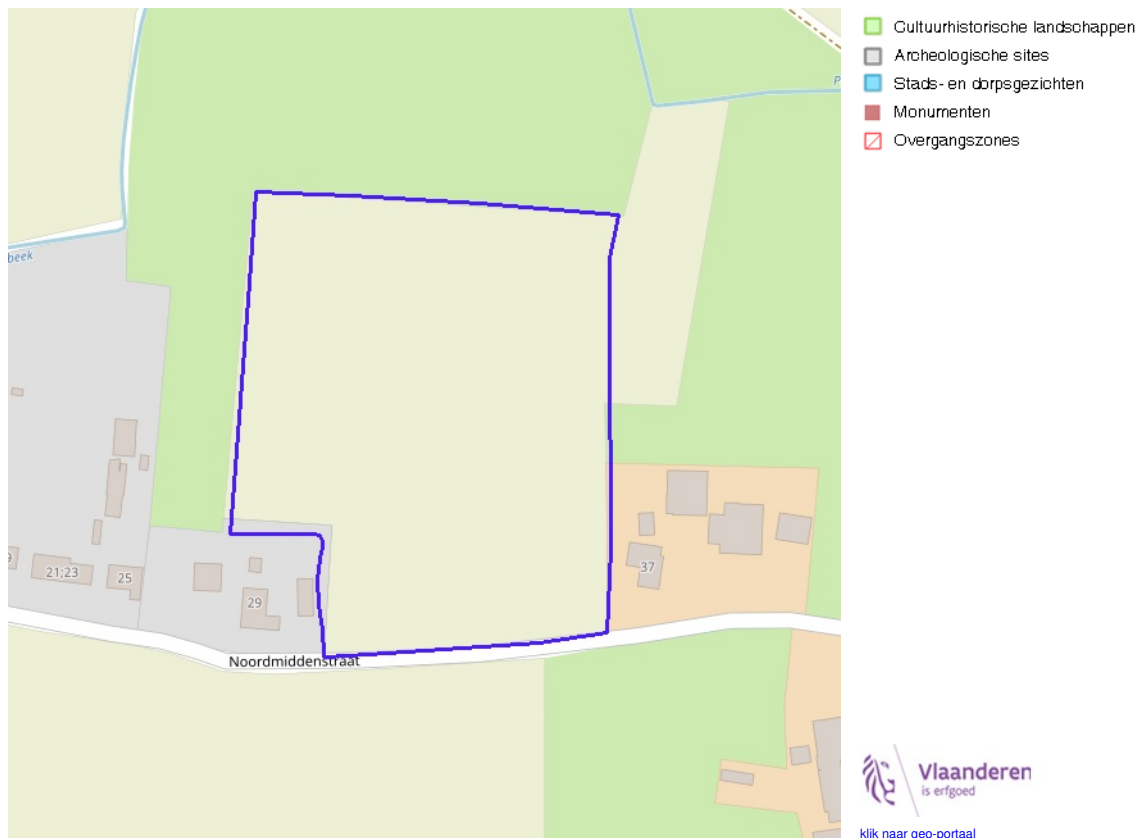 Cultuurhistorische landschappen
Archeologische sites
Stads- en dorpsgezichten
Monumenten
Overgangszones
P
beek
9
21;23
25
29
37
Noordmiddenstraat
Vlaanderen
is erfgoed
klik naar geo-portaal